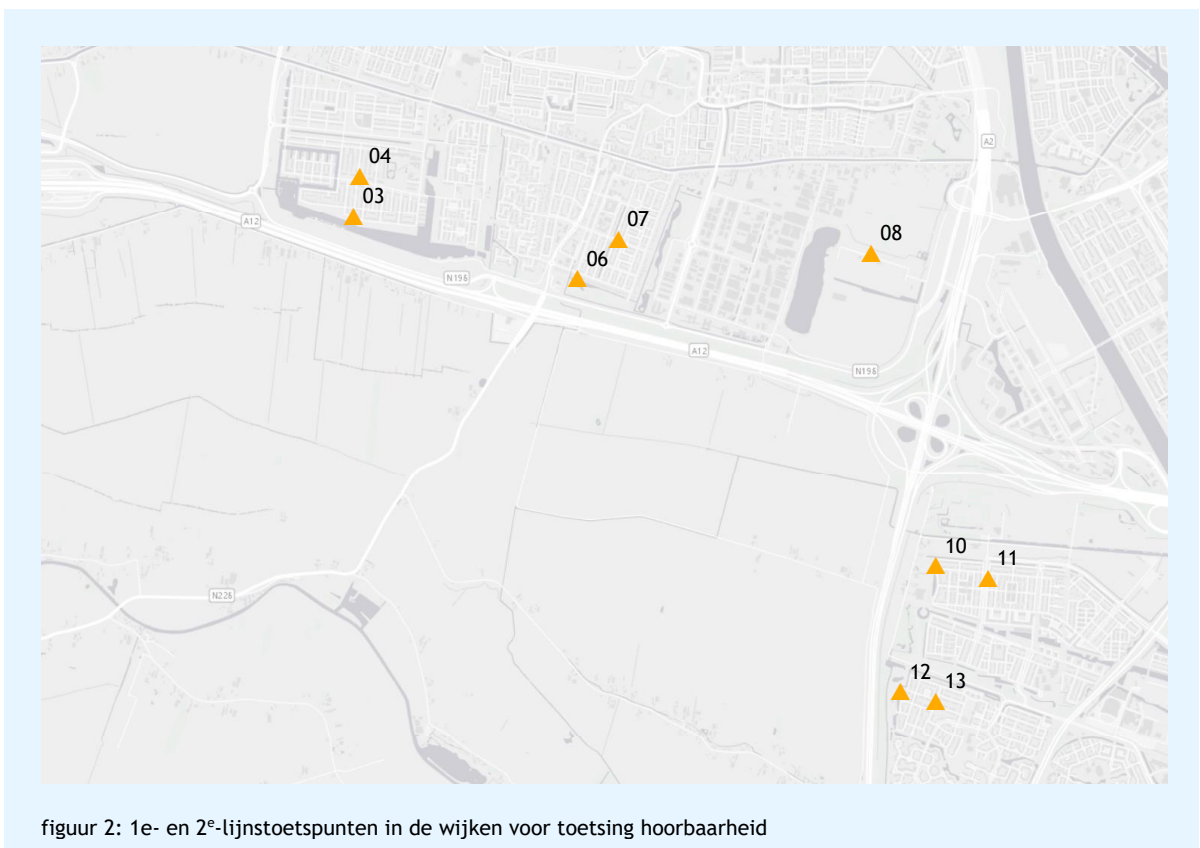 A2
04
03
A12
07
08
06
N198
A12
N198
10
11
N226
12
13
figuur 2: 1e- en 2e-lijnstoetspunten in de wijken voor toetsing hoorbaarheid